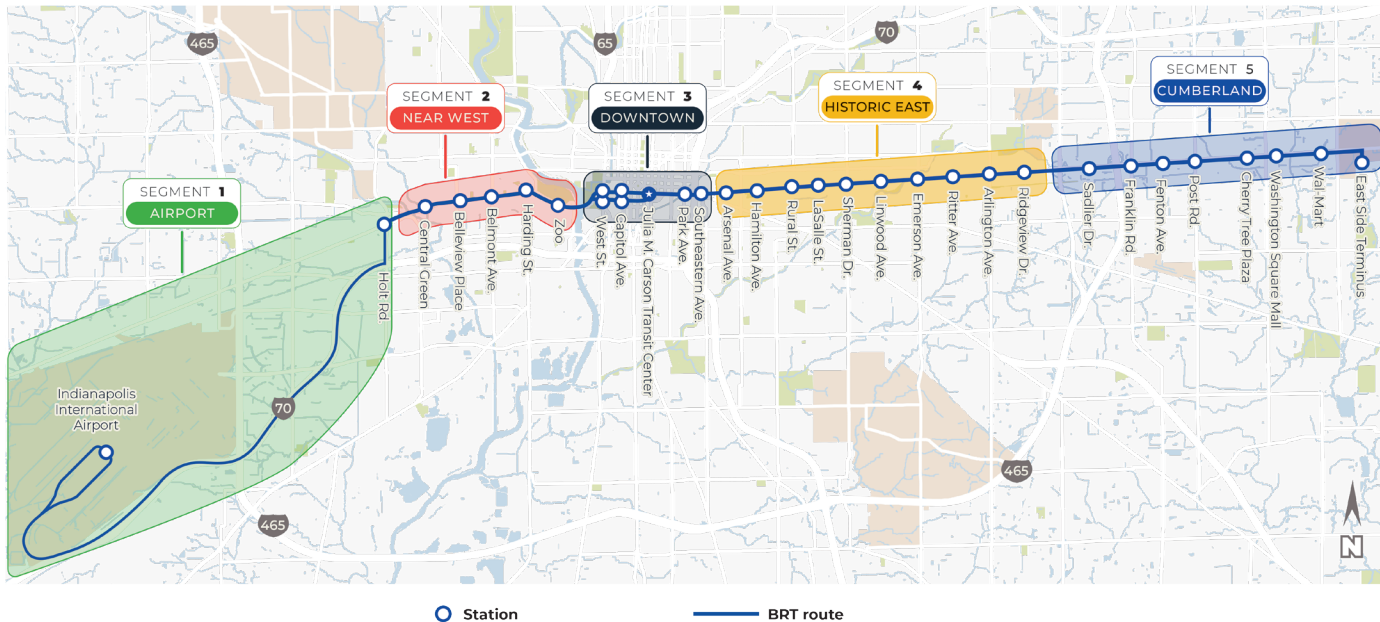 465
65
70
SEGMENT 1
AIRPORT
SEGMENT 2
NEAR WEST
SEGMENT 3
DOWNTOWN
SEGMENT 4
HISTORIC EAST
SEGMENT 5
CUMBERLAND
Indianapolis
International
Airport
Holt Rd.
Central Green
Belleview Place
Belmont Ave.
Harding St.
Zoo
West St.
Capitol Ave.
Julia M. Carson Transit Center
Park Ave.
Southeastern Ave.
Arsenal Ave.
Hamilton Ave.
Rural St.
LaSalle St.
Sherman Dr.
Linwood Ave.
Emerson Ave.
Ritter Ave.
Arlington Ave.
Ridgeview Dr.
Sadlier Dr.
Franklin Rd.
Fenton Ave.
Post Rd.
Cherry Tree Plaza
Washington Square Mall
Wal-Mart
East Side Terminus
70
465
465
N
Station
BRT route